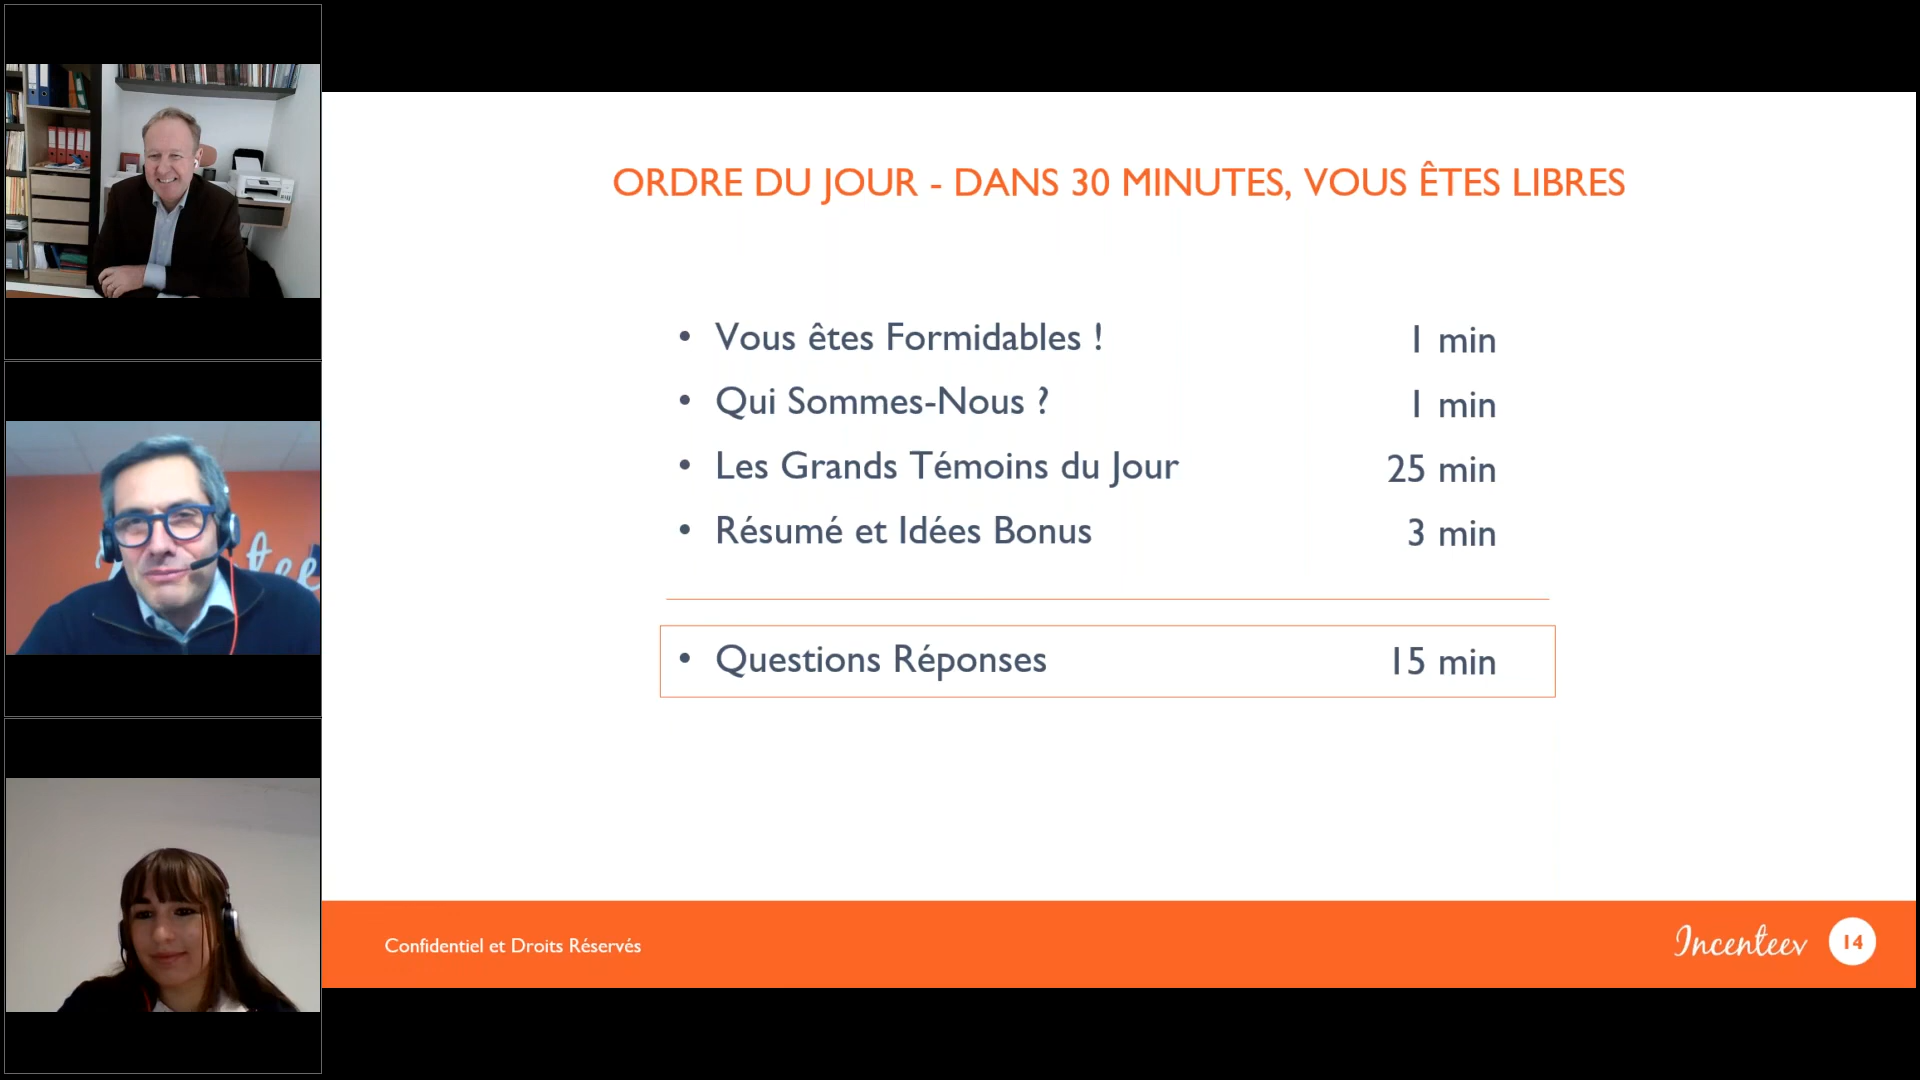 ORDRE DU JOUR - DANS 30 MINUTES, VOUS ÊTES LIBRES
• Vous êtes Formidables ! 1 min
• Qui Sommes-Nous ? 1 min
• Les Grands Témoins du Jour 25 min
• Résumé et Idées Bonus 3 min
• Questions Réponses 15 min
Confidentiel et Droits Réservés
Incenteev 14